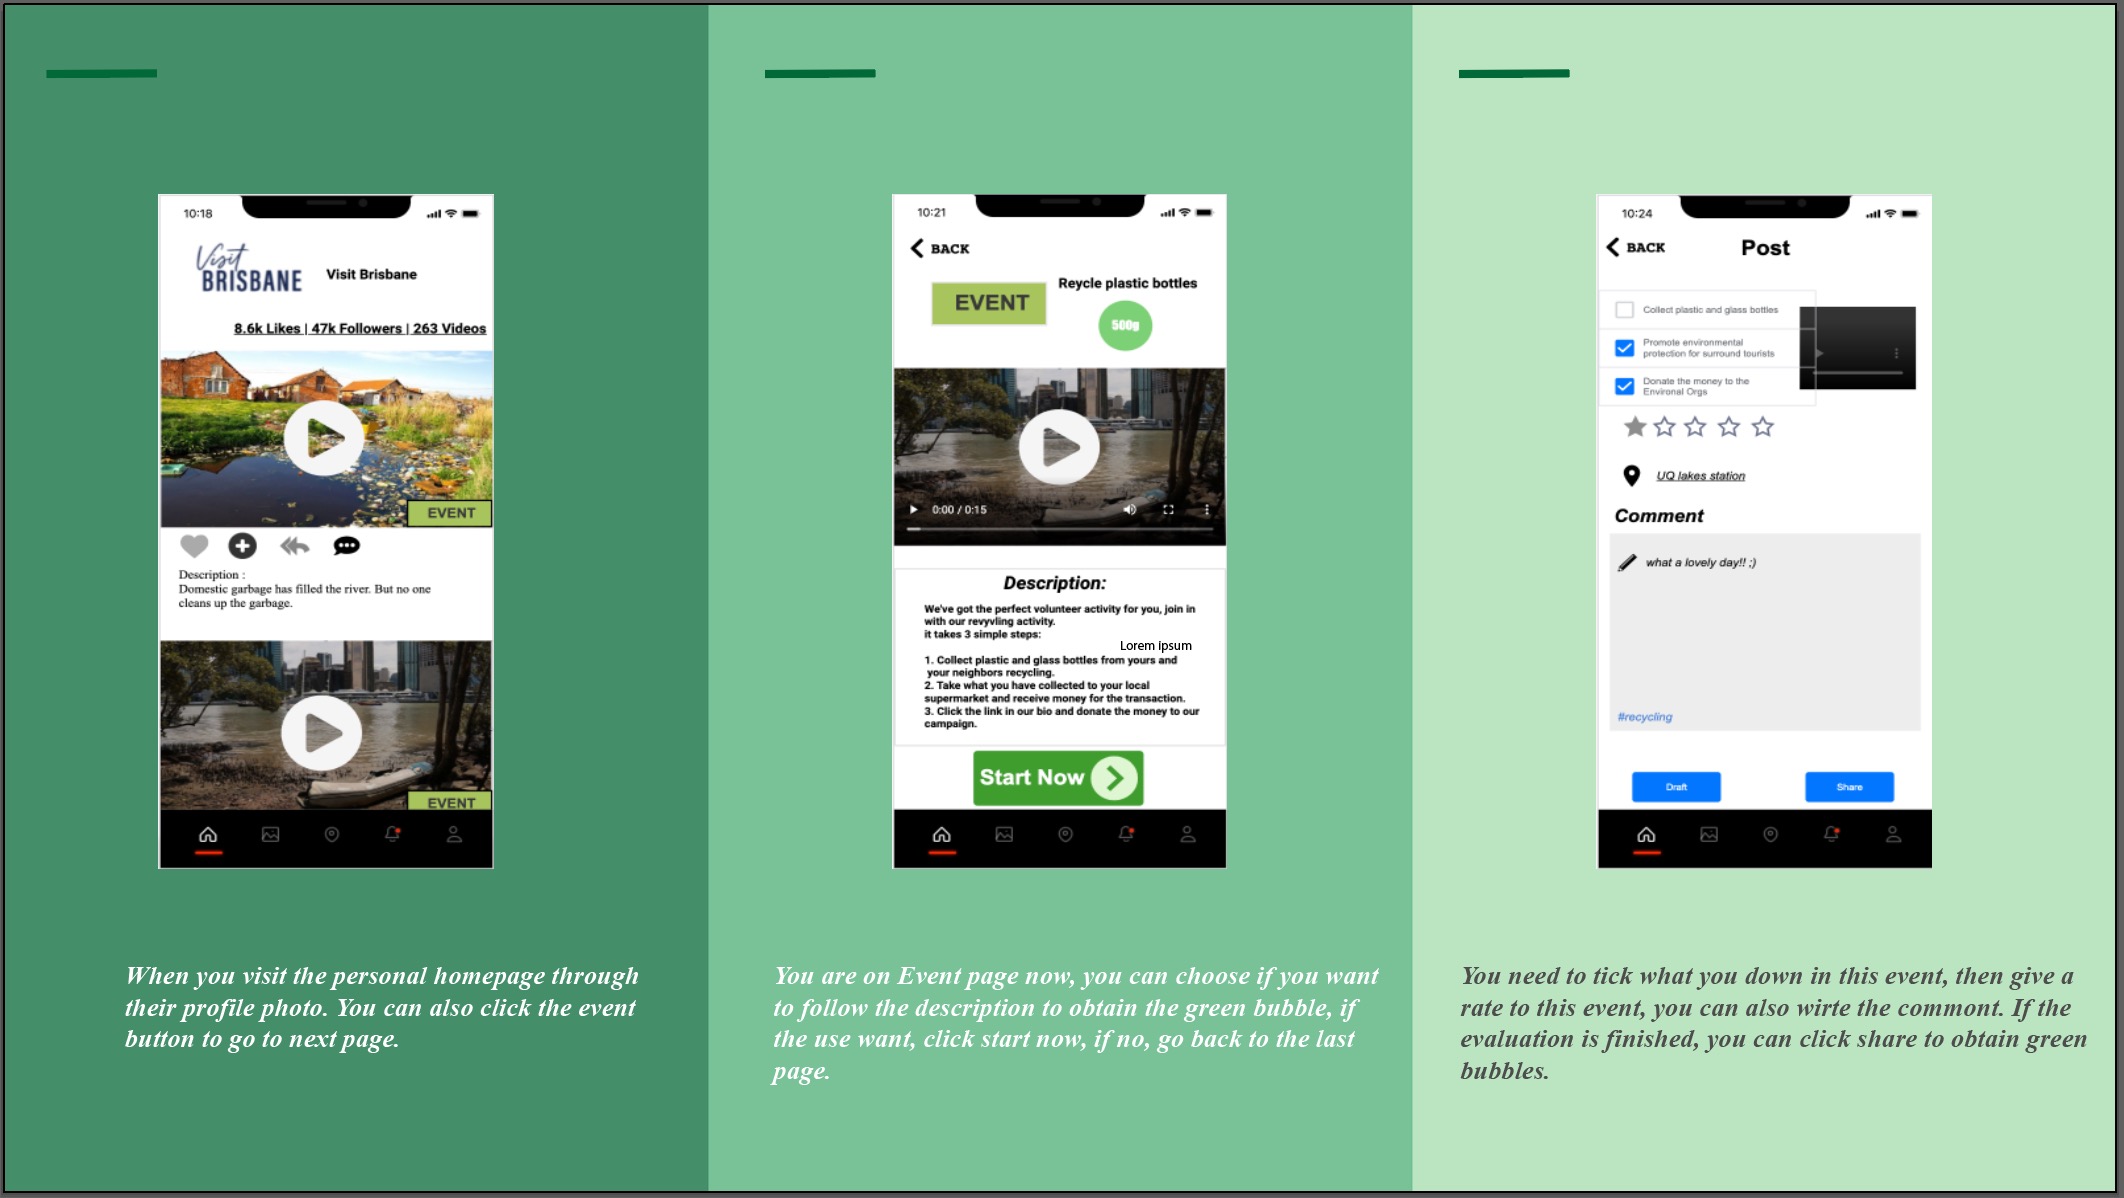 10:18
Visit
BRISBANE
Visit Brisbane
8.6k Likes | 47k Followers | 263 Videos
EVENT
Description :
Domestic garbage has filled the river. But no one
cleans up the garbage.
EVENT
When you visit the personal homepage through
their profile photo. You can also click the event
button to go to next page.
10:21
BACK
EVENT
Reycle plastic bottles
500g
0:00 / 0:15
Description:
We've got the perfect volunteer activity for you, join in
with our revyvling activity.
it takes 3 simple steps:
Lorem ipsum
1. Collect plastic and glass bottles from yours and
your neighbors recycling.
2. Take what you have collected to your local
supermarket and receive money for the transaction.
3. Click the link in our bio and donate the money to our
campaign.
Start Now
You are on Event page now, you can choose if you want
to follow the description to obtain the green bubble, if
the use want, click start now, if no, go back to the last
page.
10:24
BACK
Post
Collect plastic and glass bottles
Promote environmental
protection for surround tourists
Donate the money to the
Environal Orgs
UQ lakes station
Comment
what a lovely day!! ;)
#recycling
Draft
Share
You need to tick what you down in this event, then give a
rate to this event, you can also wirte the commont. If the
evaluation is finished, you can click share to obtain green
bubbles.